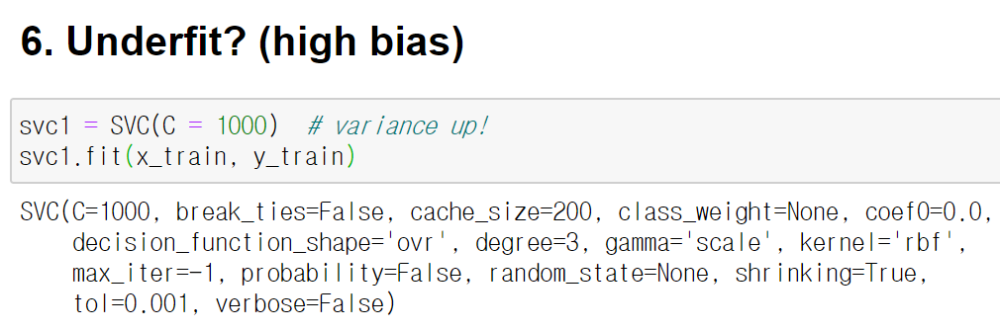 6. Underfit? (high bias)
svc1 = SVC(C = 1000)  # variance up!
svc1.fit(x_train, y_train)
SVC(C=1000, break_ties=False, cache_size=200, class_weight=None, coef0=0.0,
    decision_function_shape='ovr', degree=3, gamma='scale', kernel='rbf',
    max_iter=-1, probability=False, random_state=None, shrinking=True,
    tol=0.001, verbose=False)